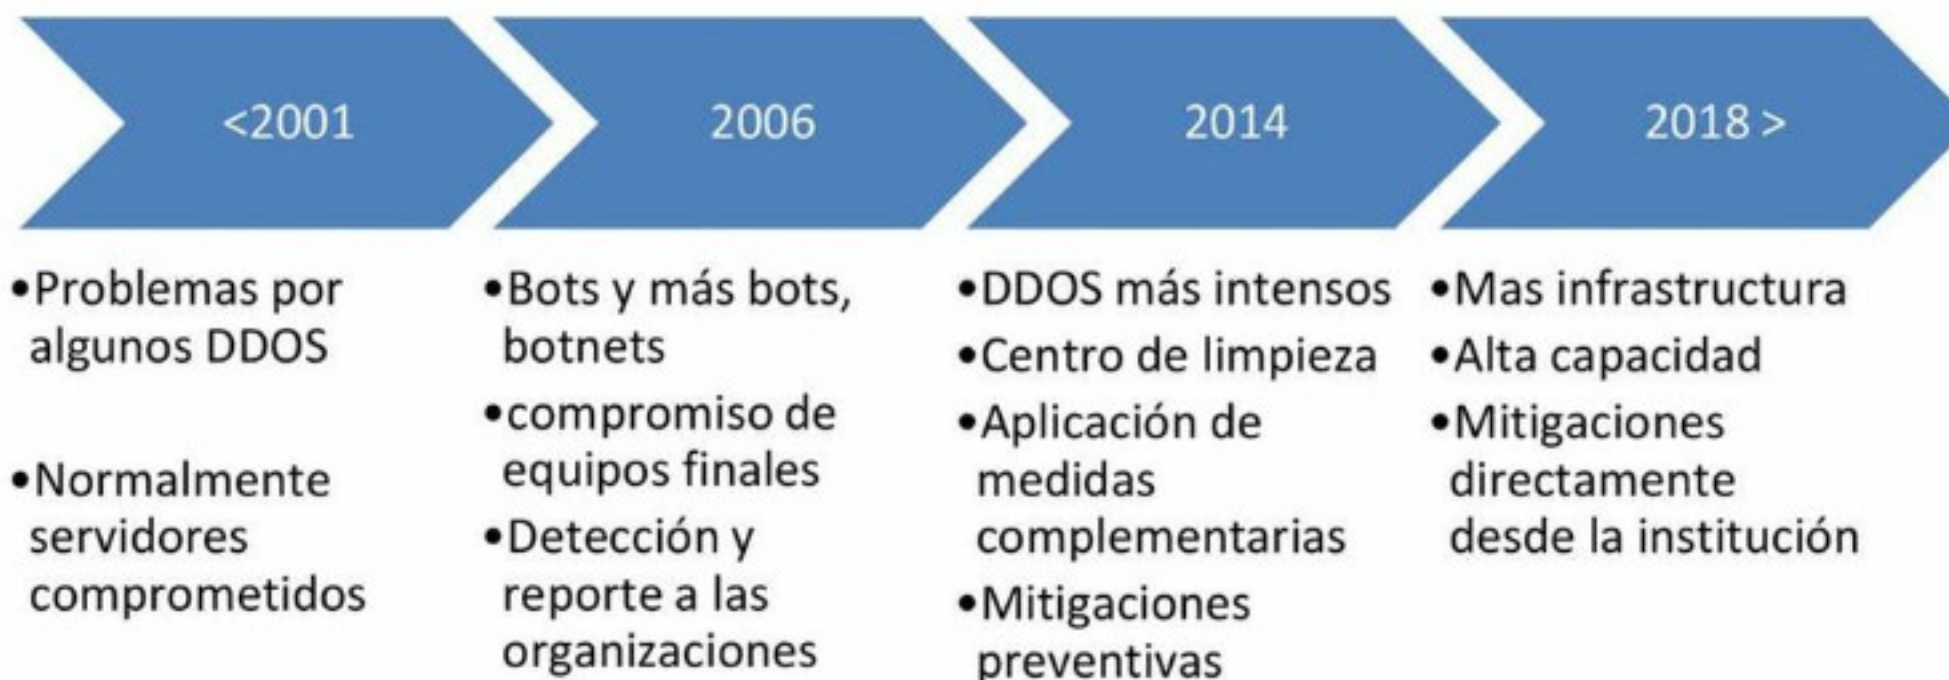 <2001
2006
2014
2018 >
•Problemas por
algunos DDOS
•Normalmente
servidores
comprometidos
•Bots y más bots,
botnets
•compromiso de
equipos finales
•Detección y
reporte a las
organizaciones
•DDOS más intensos
•Centro de limpieza
•Aplicación de
medidas
complementarias
•Mitigaciones
preventivas
•Mas infrastructura
•Alta capacidad
•Mitigaciones
directamente
desde la institución